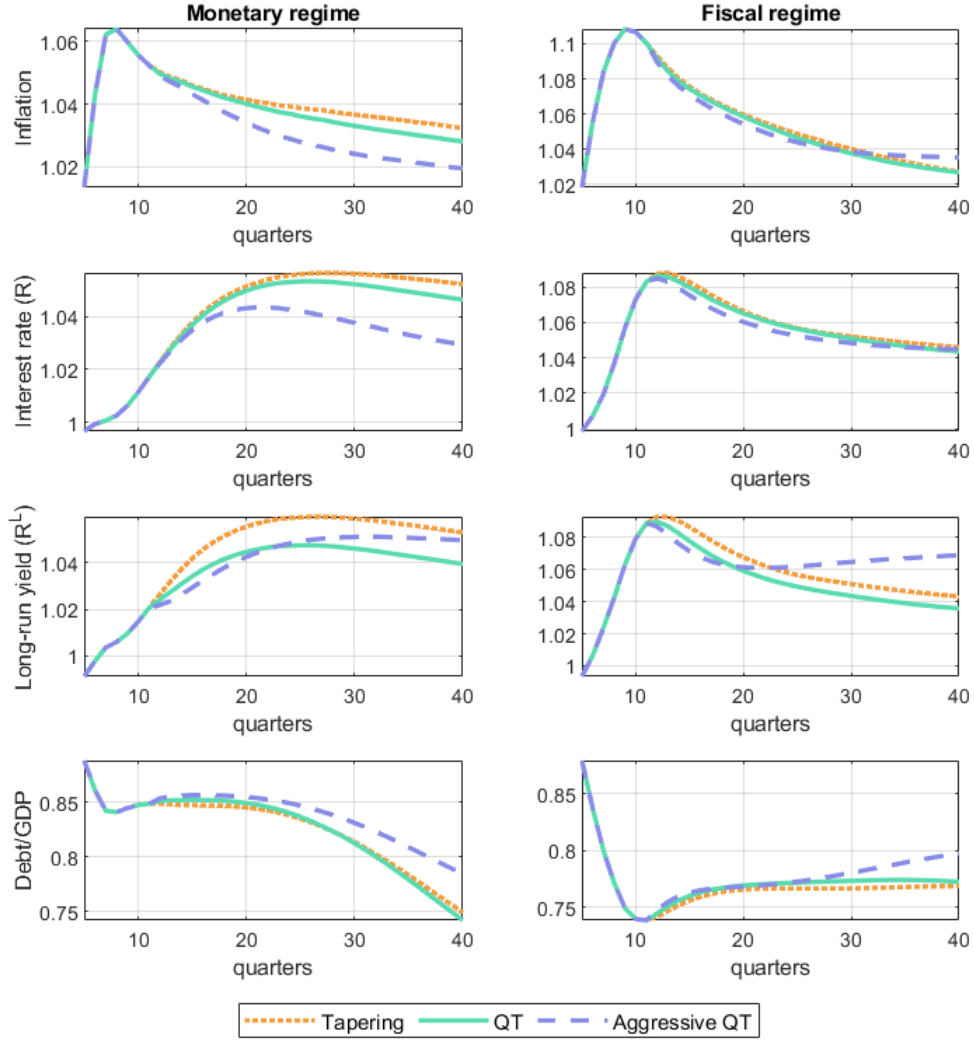 Monetary regime
Fiscal regime
Inflation
1.06
1.04
1.02
10 20 30 40
quarters
1.1
1.08
1.06
1.04
1.02
10 20 30 40
quarters
Interest rate (R)
1.04
1.02
1
10 20 30 40
quarters
1.08
1.06
1.04
1.02
1
10 20 30 40
quarters
Long-run yield (R^L)
1.04
1.02
1
10 20 30 40
quarters
1.08
1.06
1.04
1.02
1
10 20 30 40
quarters
Debt/GDP
0.85
0.8
0.75
10 20 30 40
quarters
0.85
0.8
0.75
10 20 30 40
quarters
Tapering QT Aggressive QT